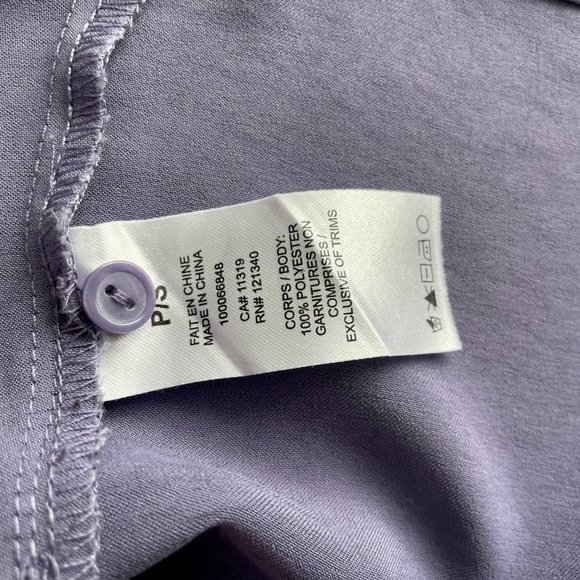 P/S
FAIT EN CHINE
MADE IN CHINA
100066848
CA# 11319
RN# 121340
CORPS / BODY:
100% POLYESTER
GARNITURES NON
COMPRISES /
EXCLUSIVE OF TRIMS